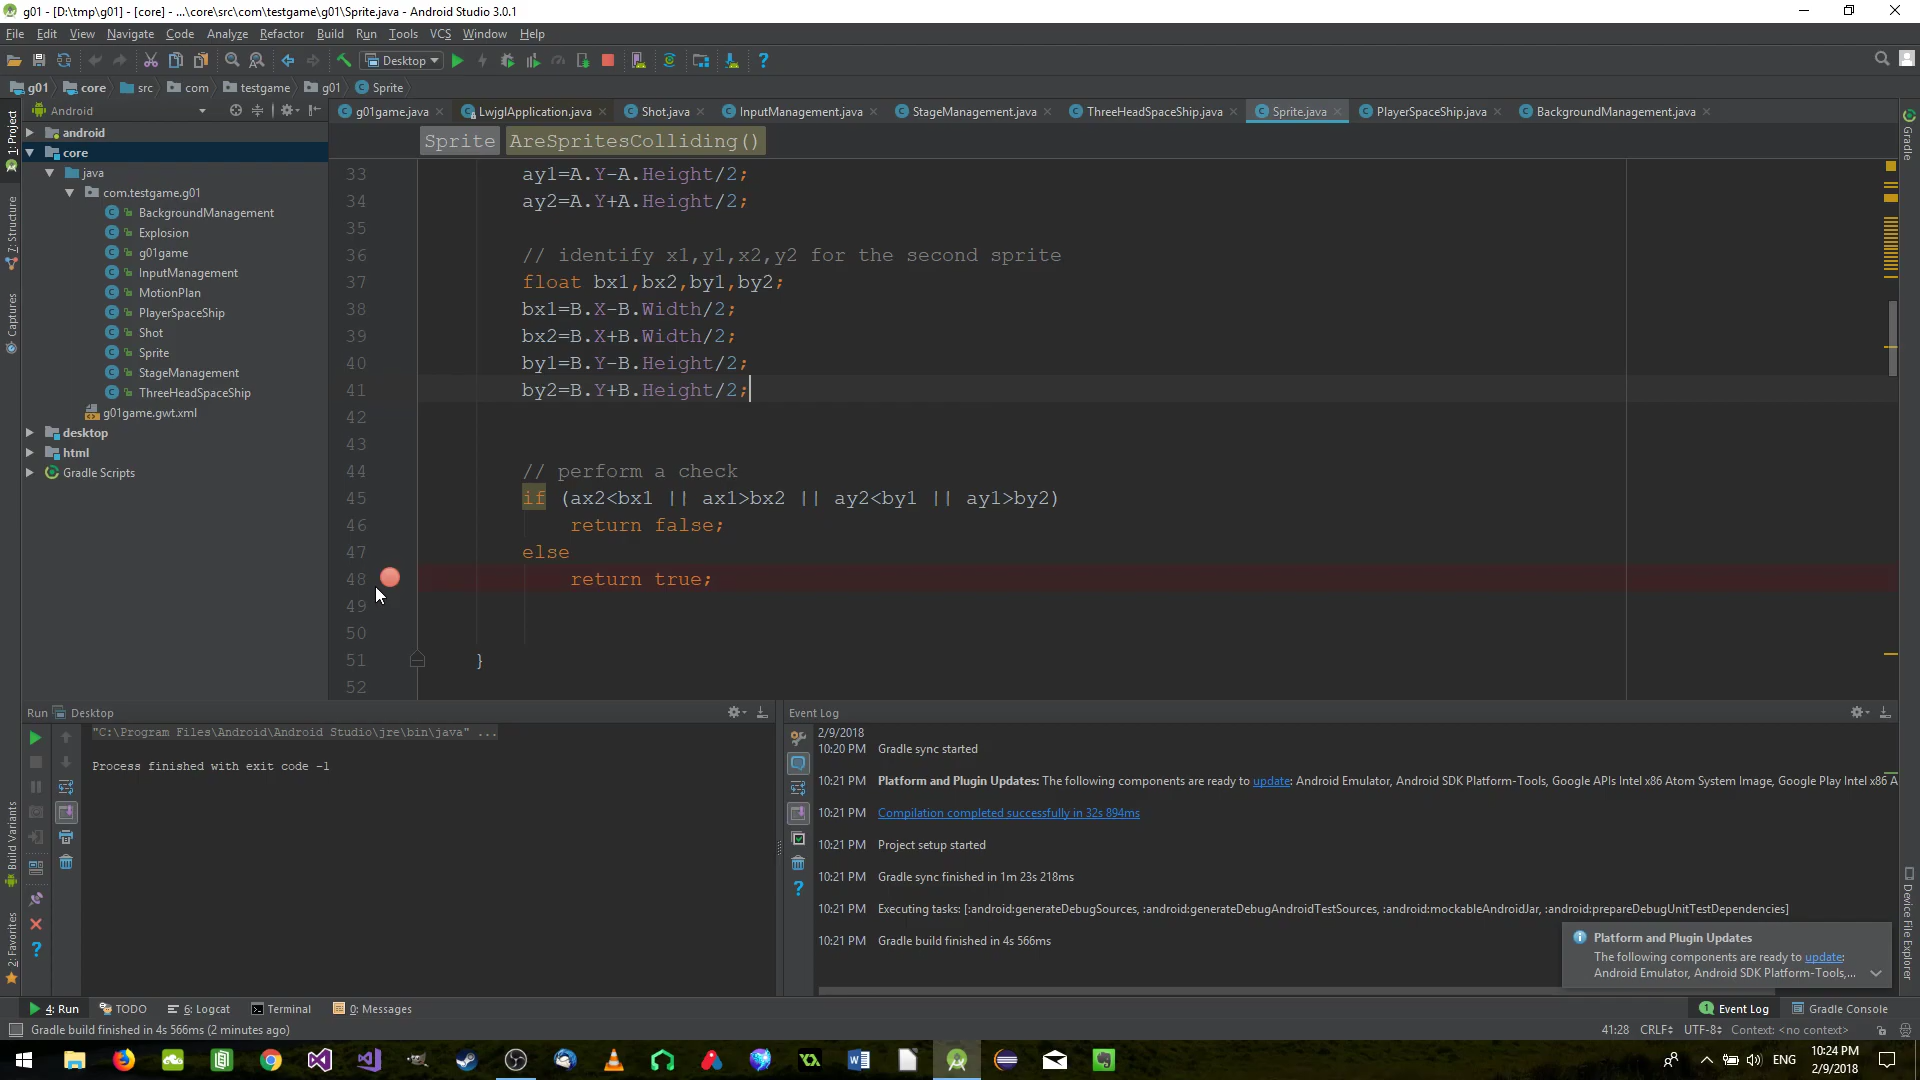 g01 - [D:\tmp\g01] - [core] - ...\core\src\com\testgame\g01\Sprite.java - Android Studio 3.0.1
File Edit View Navigate Code Analyze Refactor Build Run Tools VCS Window Help
Desktop
g01 core src com testgame g01 Sprite
Android
g01game.java LwjglApplication.java Shot.java InputManagement.java StageManagement.java ThreeHeadSpaceShip.java Sprite.java PlayerSpaceShip.java BackgroundManagement.java
Sprite AreSpritesColliding()
1: Project
7: Structure
Captures
Build Variants
2: Favorites
android
core
java
com.testgame.g01
BackgroundManagement
Explosion
g01game
InputManagement
MotionPlan
PlayerSpaceShip
Shot
Sprite
StageManagement
ThreeHeadSpaceShip
g01game.gwt.xml
desktop
html
Gradle Scripts
33 ay1=A.Y-A.Height/2;
34 ay2=A.Y+A.Height/2;
35
36 // identify x1,y1,x2,y2 for the second sprite
37 float bx1,bx2,by1,by2;
38 bx1=B.X-B.Width/2;
39 bx2=B.X+B.Width/2;
40 by1=B.Y-B.Height/2;
41 by2=B.Y+B.Height/2;
42
43
44 // perform a check
45 if (ax2<bx1 || ax1>bx2 || ay2<by1 || ay1>by2)
46 return false;
47 else
48 return true;
49
50
51 }
52
Gradle
Device File Explorer
Run Desktop
"C:\Program Files\Android\Android Studio\jre\bin\java" ...
Process finished with exit code -1
Event Log
2/9/2018
10:20 PM Gradle sync started
10:21 PM Platform and Plugin Updates: The following components are ready to update: Android Emulator, Android SDK Platform-Tools, Google APIs Intel x86 Atom System Image, Google Play Intel x86 A
10:21 PM Compilation completed successfully in 32s 894ms
10:21 PM Project setup started
10:21 PM Gradle sync finished in 1m 23s 218ms
10:21 PM Executing tasks: [:android:generateDebugSources, :android:generateDebugAndroidTestSources, :android:mockableAndroidJar, :android:prepareDebugUnitTestDependencies]
10:21 PM Gradle build finished in 4s 566ms
Platform and Plugin Updates
The following components are ready to update:
Android Emulator, Android SDK Platform-Tools,...
4: Run TODO 6: Logcat Terminal 0: Messages 1 Event Log Gradle Console
Gradle build finished in 4s 566ms (2 minutes ago) 41:28 CRLF UTF-8 Context: <no context>
ENG
10:24 PM
2/9/2018